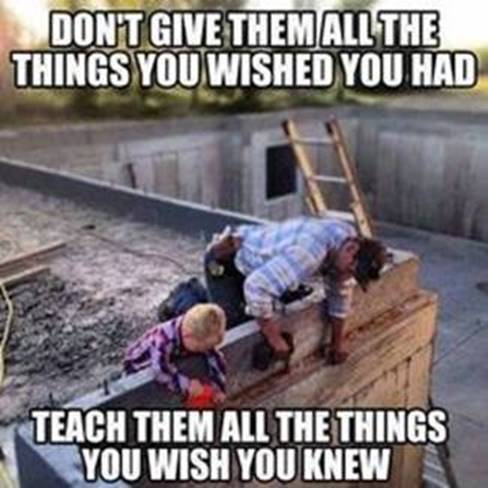 DON'T GIVE THEM ALL THE
THINGS YOU WISHED YOU HAD
TEACH THEM ALL THE THINGS
YOU WISH YOU KNEW